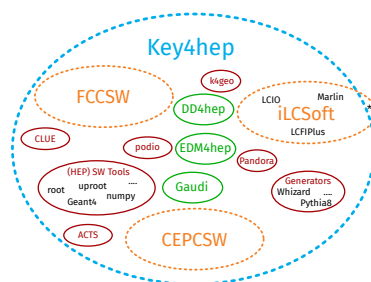 Key4hep
k4geo
FCCSW
LCIO
Marlin
DD4hep
iLCSoft
LCFIPlus
CLUE
podio
EDM4hep
Pandora
(HEP) SW Tools
root
uproot
....
Geant4
numpy
Gaudi
Generators
Whizard
....
Pythia8
ACTS
CEPCSW